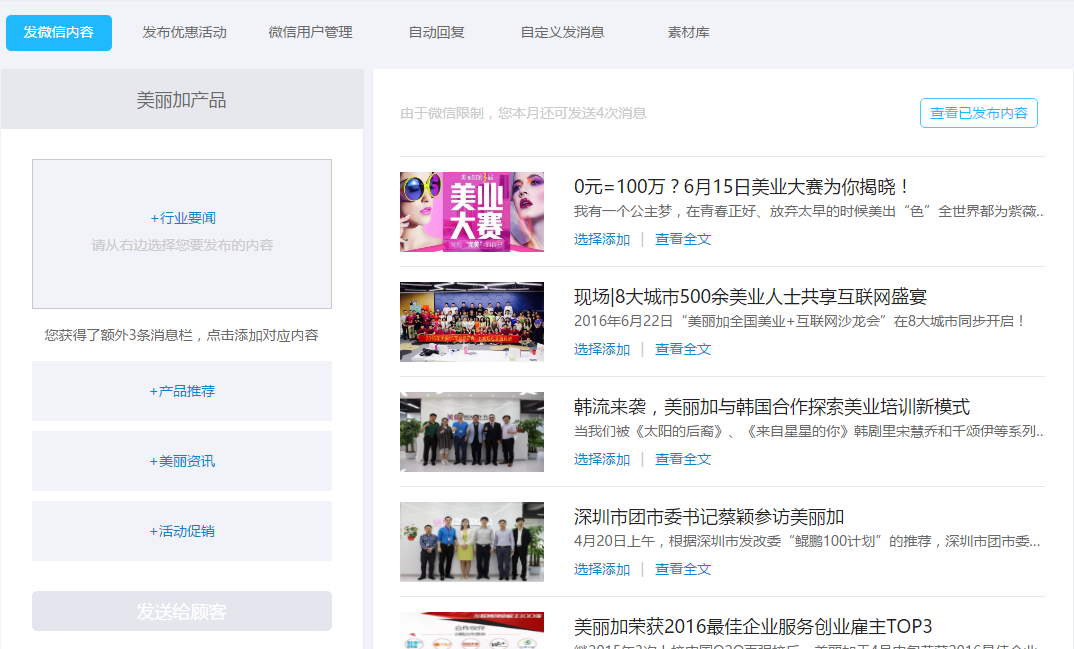 发微信内容 发布优惠活动 微信用户管理 自动回复 自定义发消息 素材库
美丽加产品
+行业要闻
请从右边选择您要发布的内容
您获得了额外3条消息栏，点击添加对应内容
+产品推荐
+美丽资讯
+活动促销
发送给顾客
由于微信限制，您本月还可发送4次消息 查看已发布内容
美业
大赛
0元=100万？6月15日美业大赛为你揭晓！
我有一个公主梦，在青春正好、放弃太早的时候美出“色”全世界都为紫薇...
选择添加 | 查看全文
现场|8大城市500余美业人士共享互联网盛宴
2016年6月22日“美丽加全国美业+互联网沙龙会”在8大城市同步开启！
选择添加 | 查看全文
韩流来袭，美丽加与韩国合作探索美业培训新模式
当我们被《太阳的后裔》、《来自星星的你》韩剧里宋慧乔和千颂伊等系列...
选择添加 | 查看全文
深圳市团市委书记蔡颖参访美丽加
4月20日上午，根据深圳市发改委“鲲鹏100计划”的推荐，深圳市团市委...
选择添加 | 查看全文
合作伙伴
美丽加荣获2016最佳企业服务创业雇主TOP3